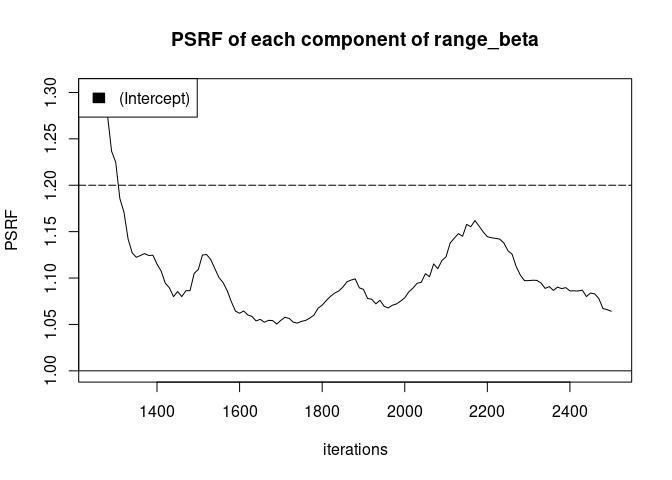 PSRF of each component of range_beta
(Intercept)
PSRF
1.30
1.25
1.20
1.15
1.10
1.05
1.00
1400 1600 1800 2000 2200 2400
iterations